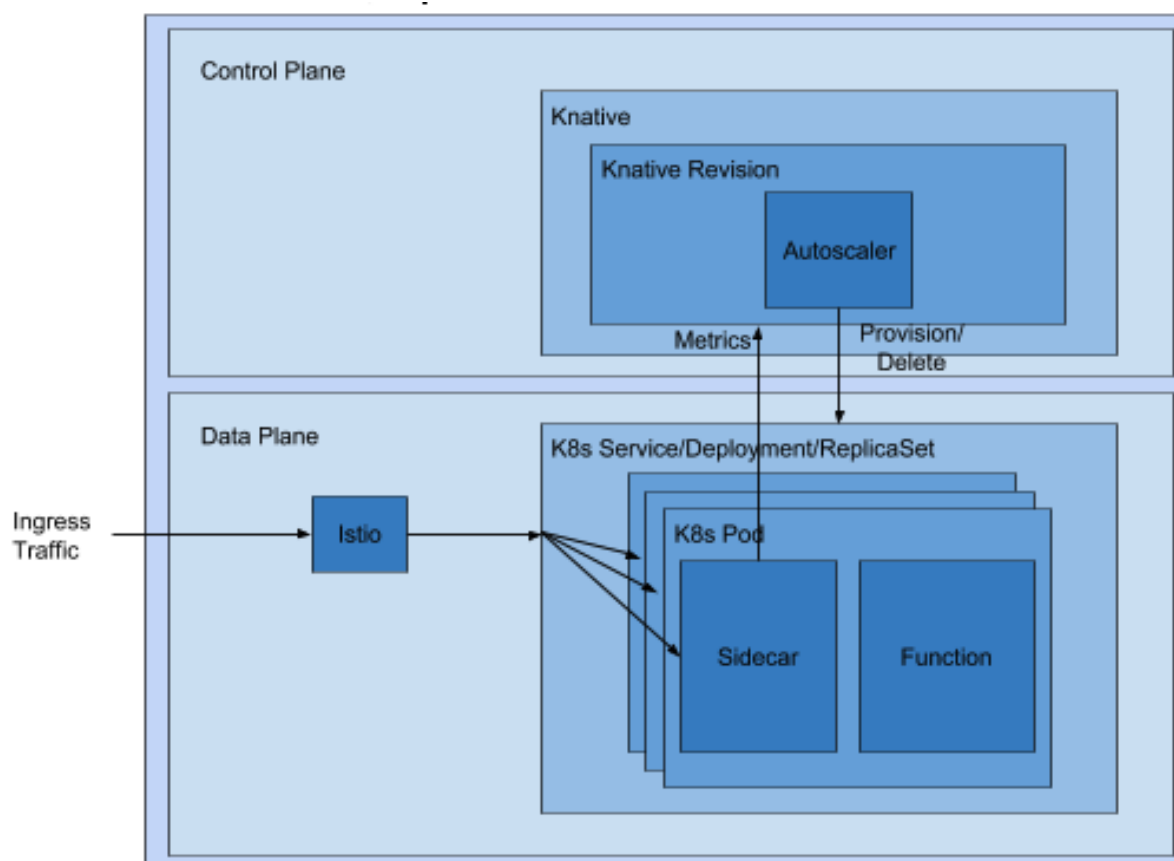 Control Plane
Knative
Knative Revision
Autoscaler
Metrics
Provision/
Delete
Data Plane
K8s Service/Deployment/ReplicaSet
Ingress
Traffic
Istio
K8s Pod
Sidecar
Function